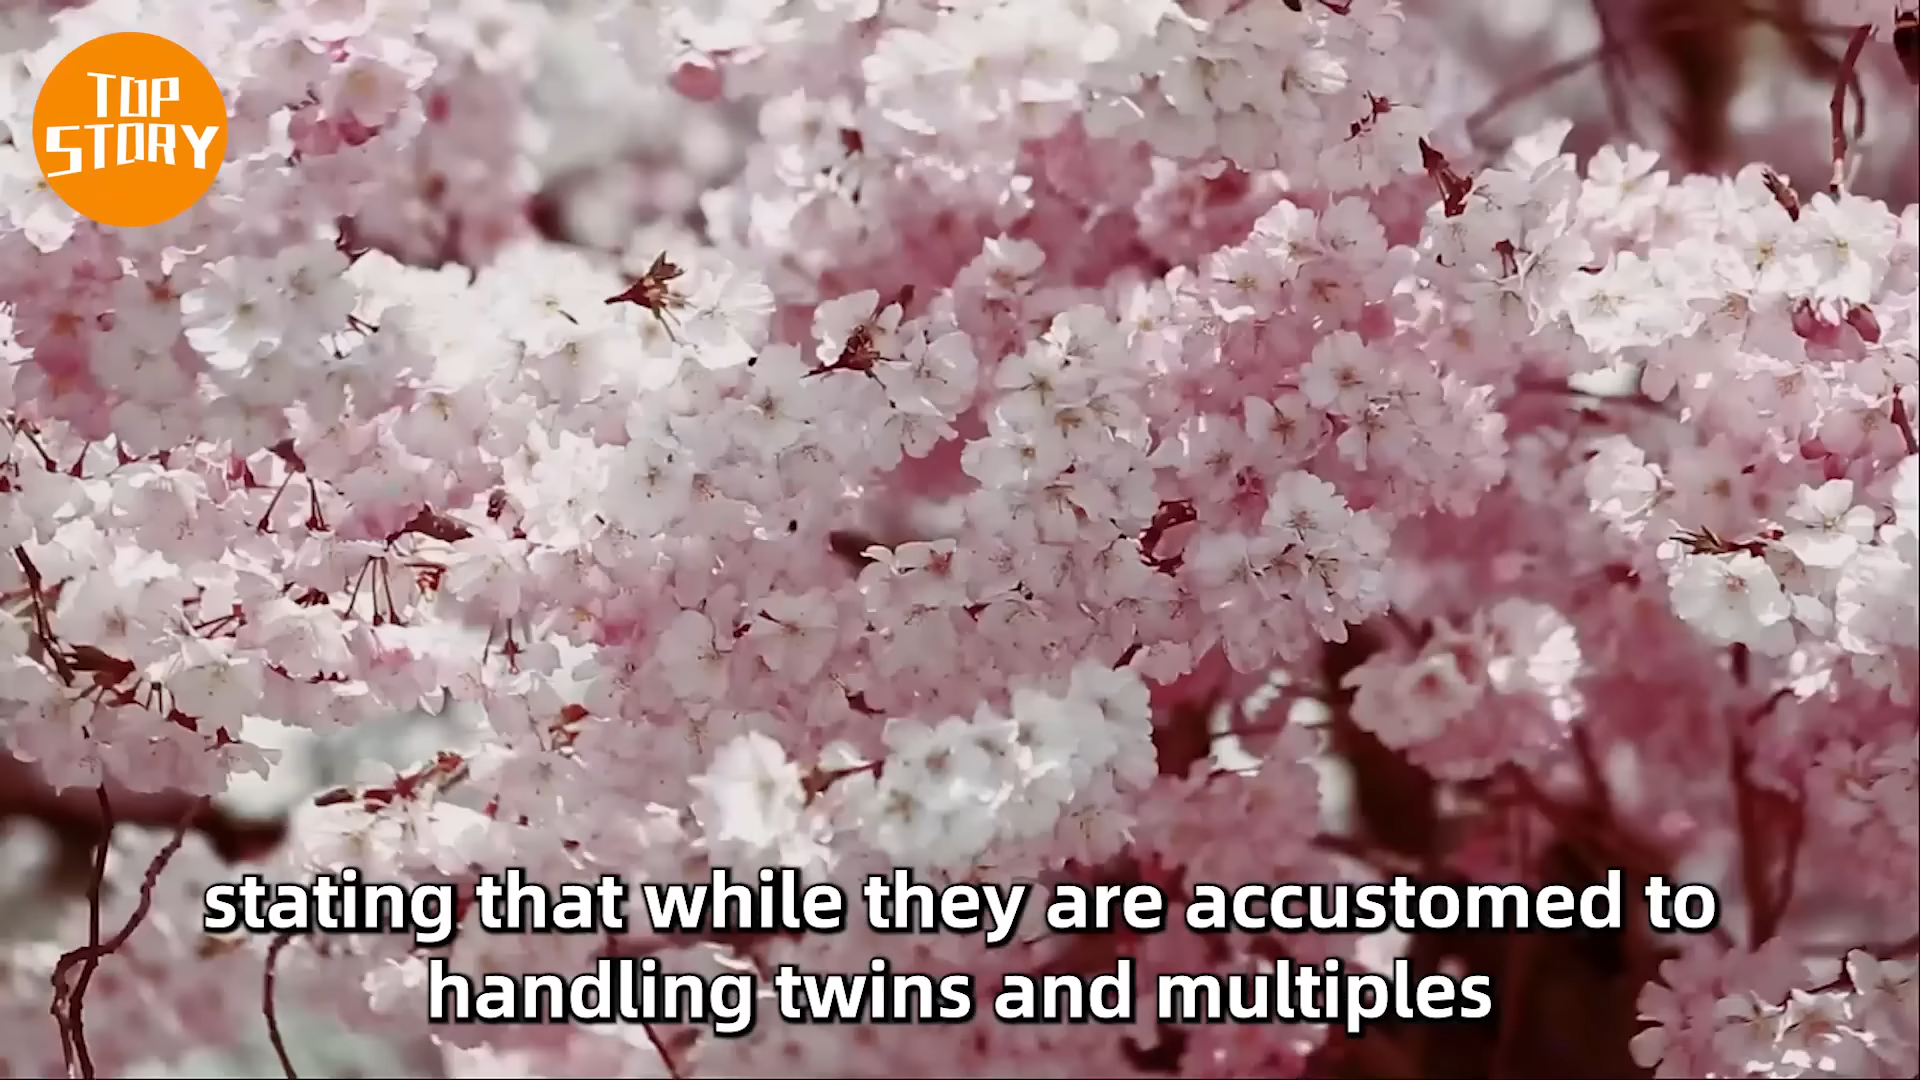 TOP
STORY
stating that while they are accustomed to
handling twins and multiples